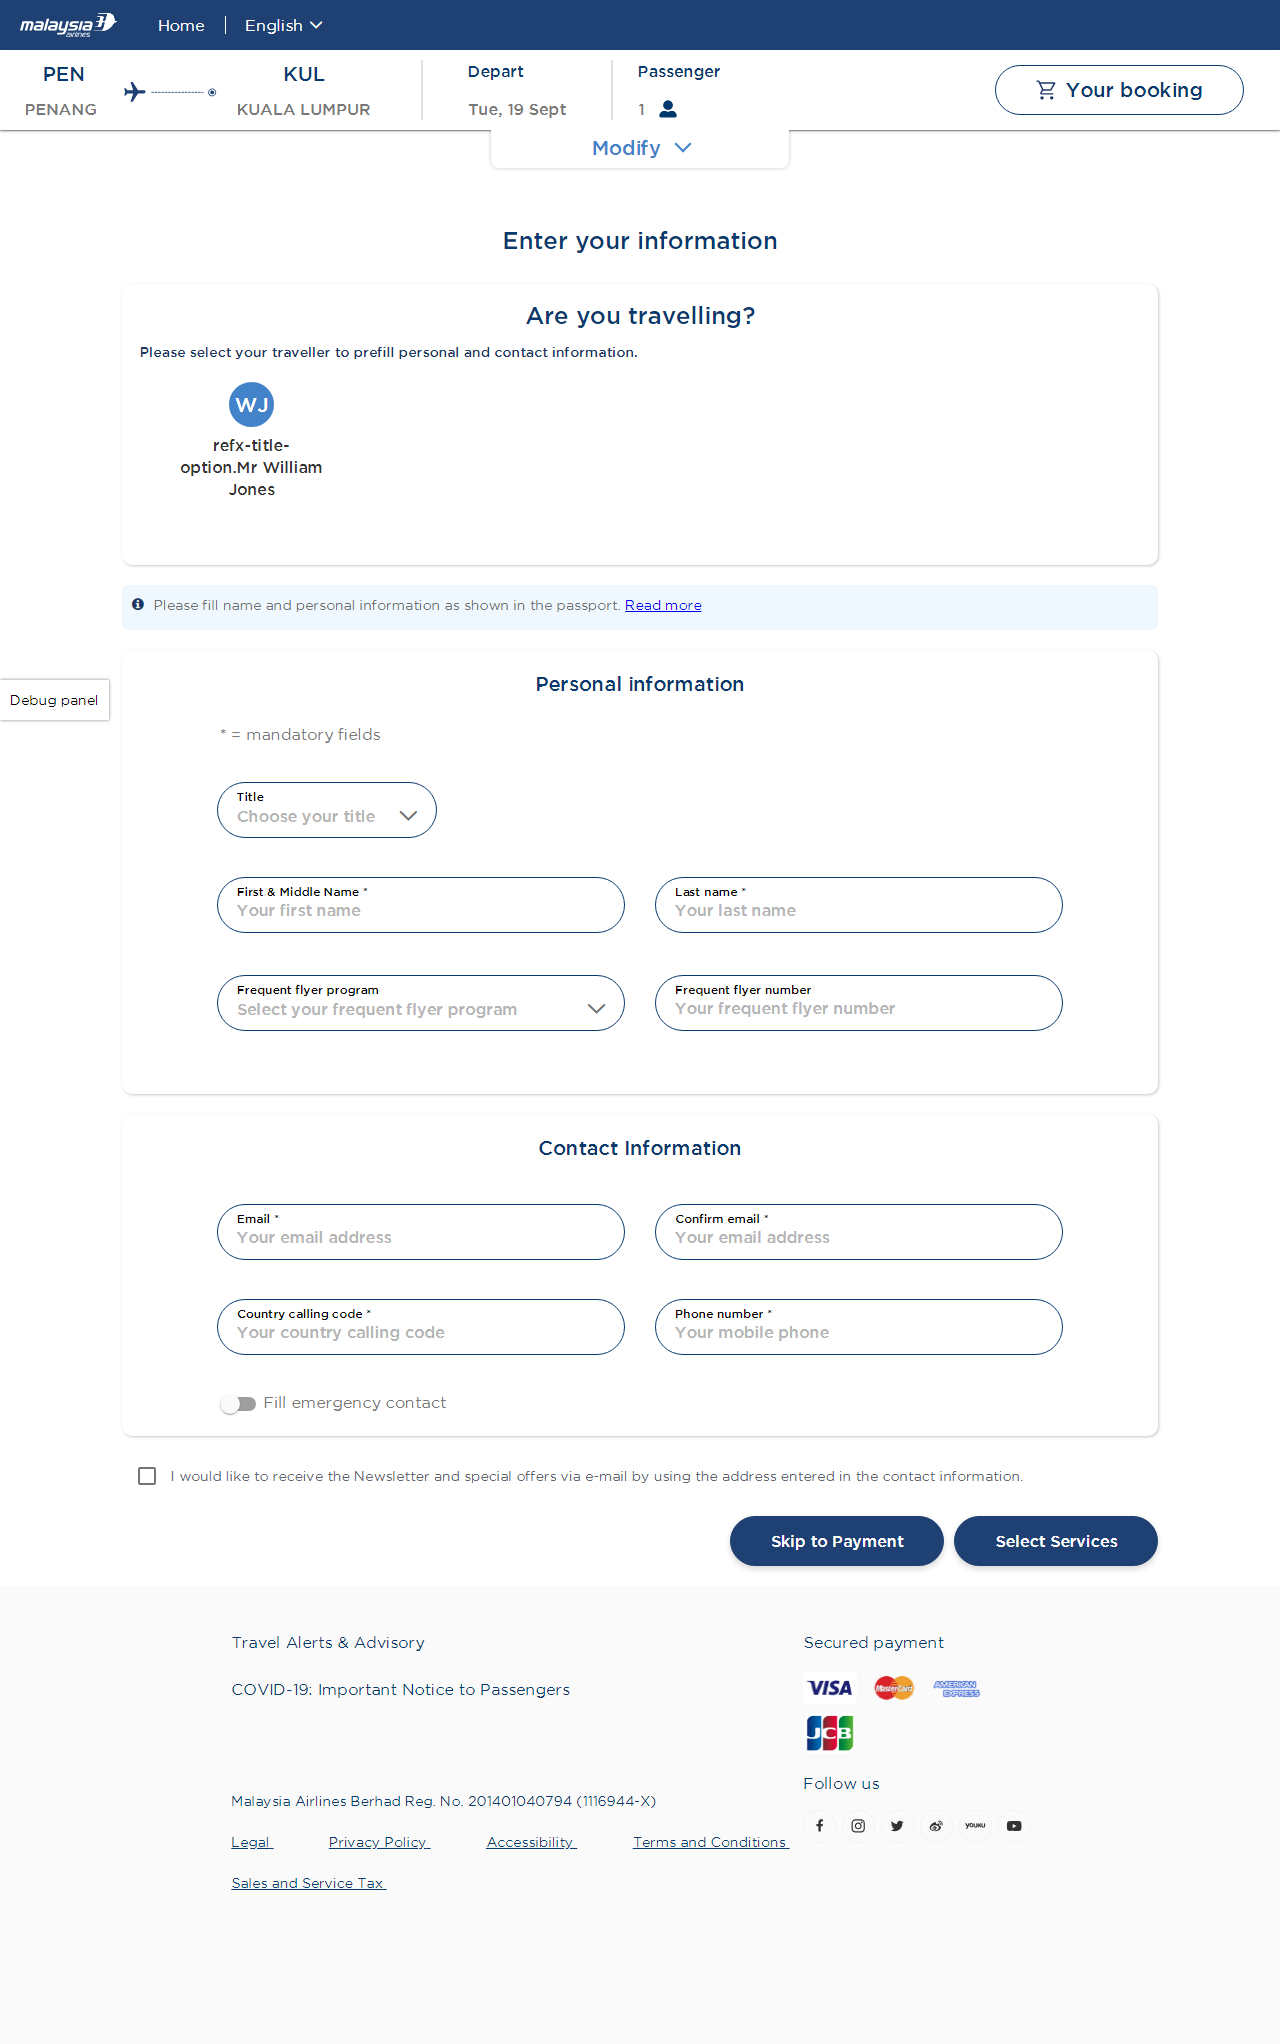 malaysia airlines Home English
PEN KUL Depart Passenger
PENANG KUALA LUMPUR Tue, 19 Sept 1
Your booking
Modify
Enter your information
Are you travelling?
Please select your traveller to prefill personal and contact information.
WJ
refx-title-
option.Mr William
Jones
Please fill name and personal information as shown in the passport. Read more
Personal information
Debug panel
* = mandatory fields
Title
Choose your title
First & Middle Name * Last name *
Your first name Your last name
Frequent flyer program Frequent flyer number
Select your frequent flyer program Your frequent flyer number
Contact Information
Email * Confirm email *
Your email address Your email address
Country calling code * Phone number *
Your country calling code Your mobile phone
Fill emergency contact
I would like to receive the Newsletter and special offers via e-mail by using the address entered in the contact information.
Skip to Payment Select Services
Travel Alerts & Advisory Secured payment
COVID-19: Important Notice to Passengers VISA MasterCard AMERICAN EXPRESS
JCB
Follow us
Malaysia Airlines Berhad Reg. No. 201401040794 (1116944-X)
YOUKU
Legal Privacy Policy Accessibility Terms and Conditions
Sales and Service Tax